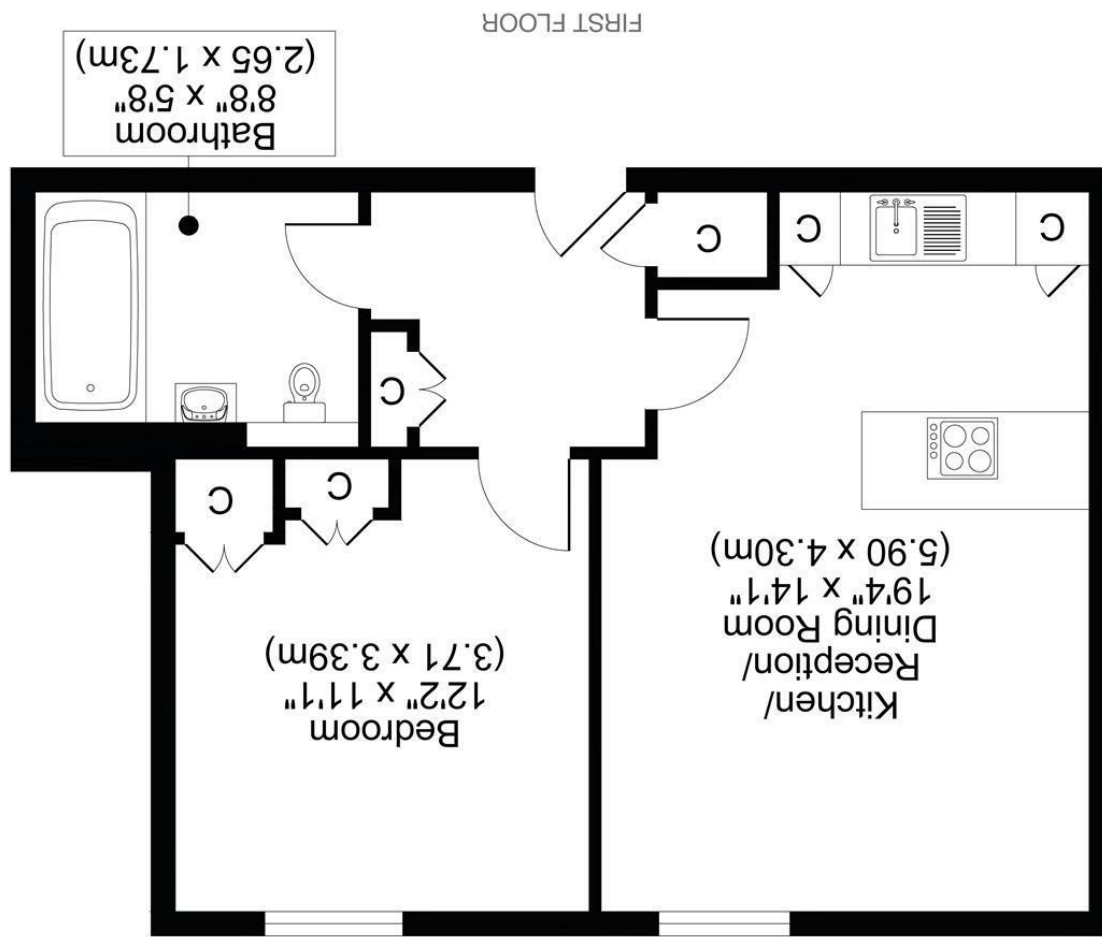 Kitchen/
Reception/
Dining Room
19'4" x 14'1"
(5.90 x 4.30m)
Bedroom
12'2" x 11'1"
(3.71 x 3.39m)
C
C
C
C
C
C
Bathroom
8'8" x 5'8"
(2.65 x 1.73m)
FIRST FLOOR